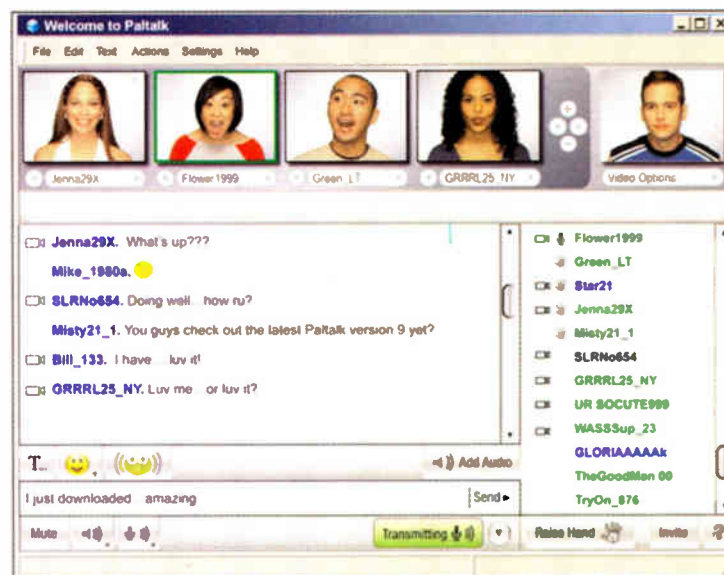 Welcome to Paltalk
File Edit Text Actions Settings Help
Jenna29X
Flower1999
Green_LT
GRRRL25_NY
Video Options
Jenna29X. What's up???
Mike_1980a.
SLRNo654. Doing well how ru?
Misty21_1. You guys check out the latest Paltalk version 9 yet?
Bill_133. I have luv it!
GRRRL25_NY. Luv me or luv it?
Flower1999
Green_LT
Star21
Jenna29X
Misty21_1
SLRNo654
GRRRL25_NY
UR SOCUTE999
WASSSup_23
GLORIAAAAAk
TheGoodMan 00
TryOn_876
T...
Add Audio
I just downloaded amazing
Send
Mute
Transmitting
Raise Hand
Invite